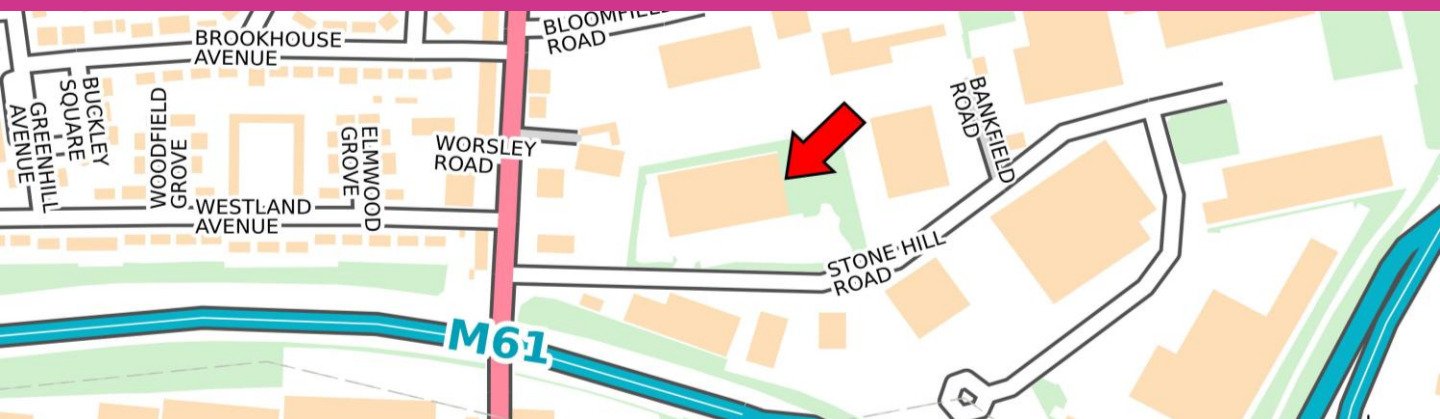 BROOKHOUSE
AVENUE
BLOOMFIELD
ROAD
BUCKLEY
SQUARE
GREENHILL
AVENUE
WOODFIELD
GROVE
ELMWOOD
GROVE
WORSLEY
ROAD
BANKFIELD
ROAD
WESTLAND
AVENUE
STONE HILL
ROAD
M61